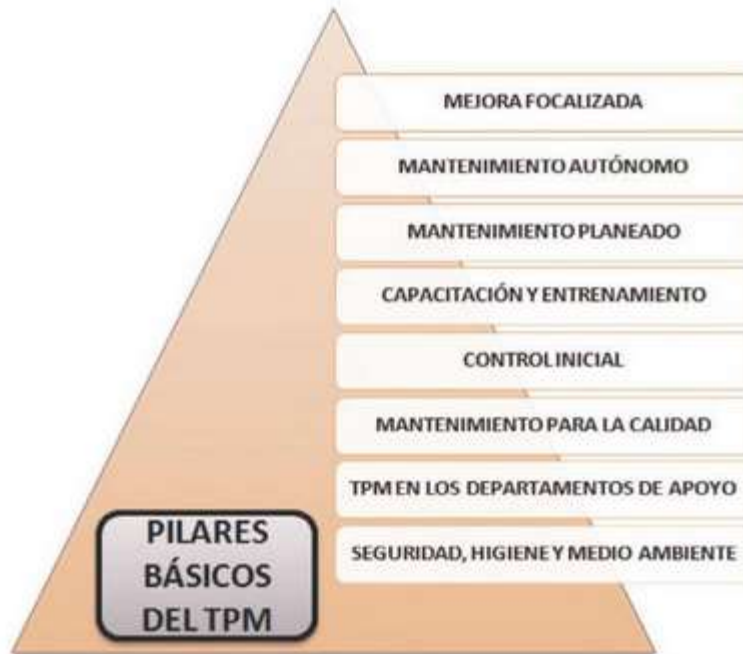 MEJORA FOCALIZADA
MANTENIMIENTO AUTÓNOMO
MANTENIMIENTO PLANEADO
CAPACITACIÓN Y ENTRENAMIENTO
CONTROL INICIAL
MANTENIMIENTO PARA LA CALIDAD
TPM EN LOS DEPARTAMENTOS DE APOYO
SEGURIDAD, HIGIENE Y MEDIO AMBIENTE
PILARES
BÁSICOS
DEL TPM